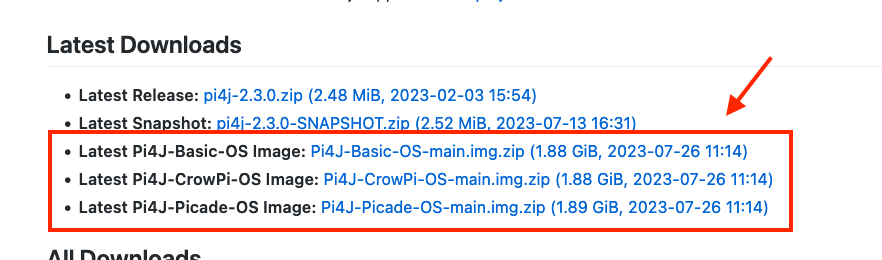 Latest Downloads
Latest Release: pi4j-2.3.0.zip (2.48 MiB, 2023-02-03 15:54)
Latest Snapshot: pi4j-2.3.0-SNAPSHOT.zip (2.52 MiB, 2023-07-13 16:31)
Latest Pi4J-Basic-OS Image: Pi4J-Basic-OS-main.img.zip (1.88 GiB, 2023-07-26 11:14)
Latest Pi4J-CrowPi-OS Image: Pi4J-CrowPi-OS-main.img.zip (1.88 GiB, 2023-07-26 11:14)
Latest Pi4J-Picade-OS Image: Pi4J-Picade-OS-main.img.zip (1.89 GiB, 2023-07-26 11:14)
All Downloads